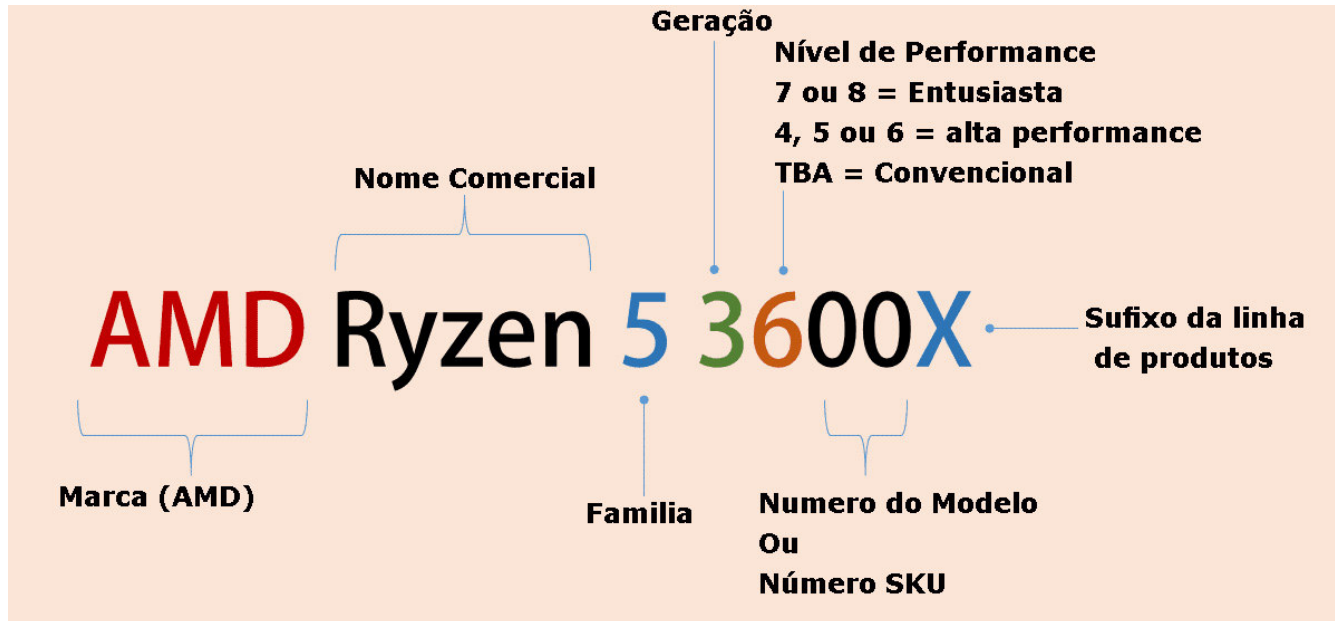 Geração
Nível de Performance
7 ou 8 = Entusiasta
4, 5 ou 6 = alta performance
TBA = Convencional
Nome Comercial
AMD Ryzen 5 3600X
Sufixo da linha
de produtos
Marca (AMD)
Familia
Numero do Modelo
Ou
Número SKU